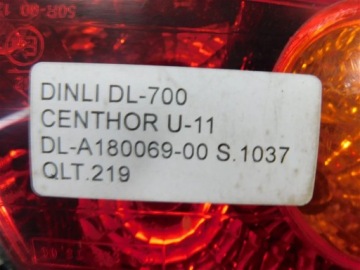 DINLI DL-700
CENTHOR U-11
DL-A180069-00 S.1037
QLT.219